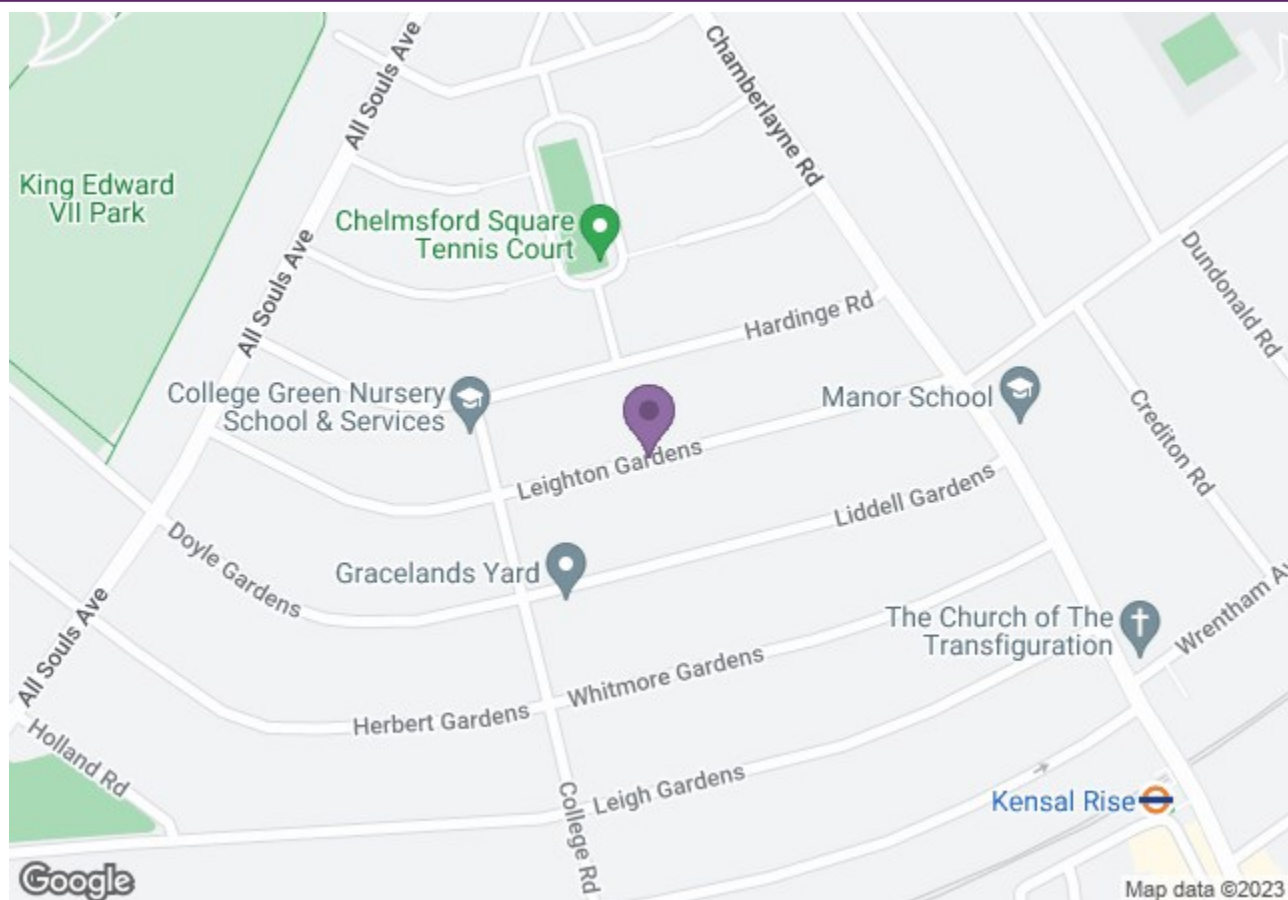 All Souls Ave
Chamberlayne Rd
King Edward
VII Park
Chelmsford Square
Tennis Court
All Souls Ave
Dundonald Rd
Hardinge Rd
College Green Nursery
School & Services
Manor School
Crediton Rd
Leighton Gardens
Liddell Gardens
Doyle Gardens
Gracelands Yard
The Church of The
Transfiguration
Wrentham Av
All Souls Ave
Whitmore Gardens
Herbert Gardens
Holland Rd
Leigh Gardens
College Rd
Kensal Rise
Google
Map data ©2023